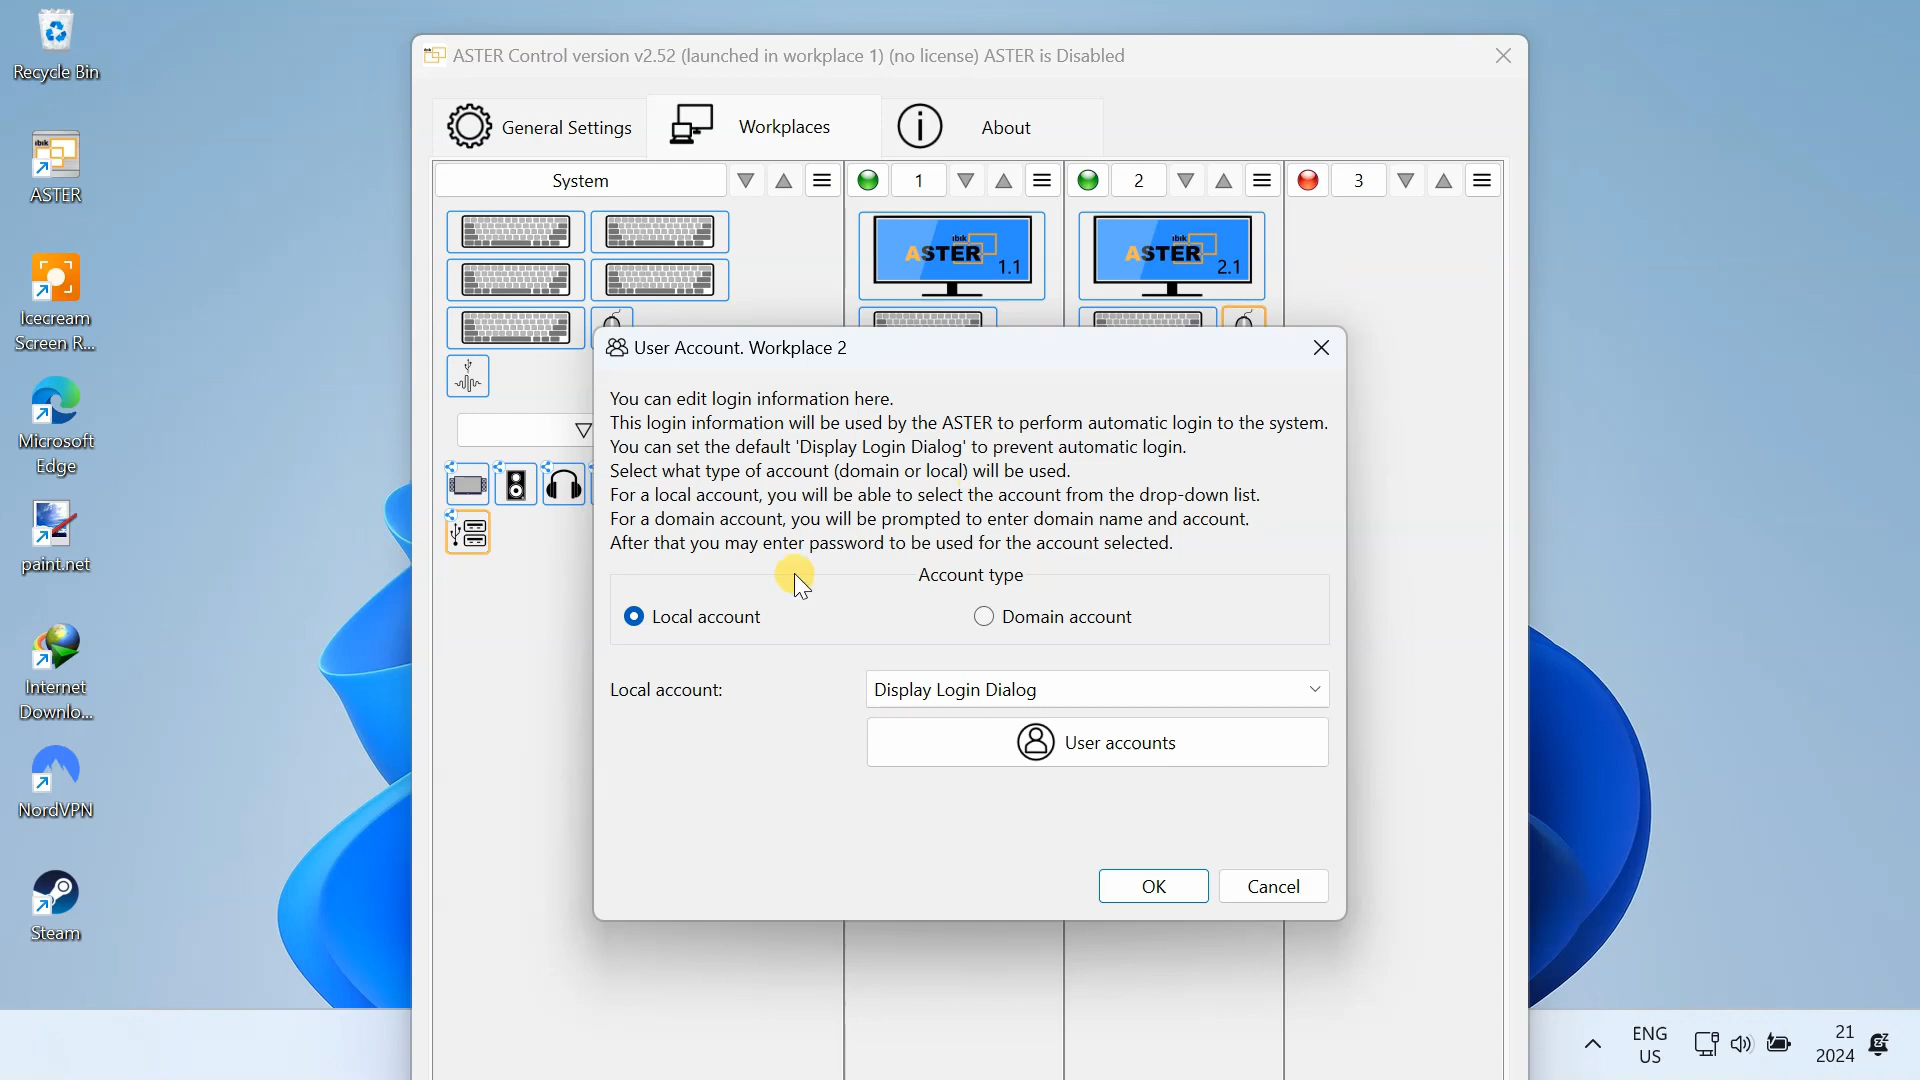 Recycle Bin
ASTER
Icecream
Screen R...
Microsoft
Edge
paint.net
Internet
Downlo...
NordVPN
Steam
ASTER Control version v2.52 (launched in workplace 1) (no license) ASTER is Disabled
General Settings
Workplaces
About
System
1
2
3
ibik
ASTER
1.1
ibik
ASTER
2.1
User Account. Workplace 2
You can edit login information here.
This login information will be used by the ASTER to perform automatic login to the system.
You can set the default 'Display Login Dialog' to prevent automatic login.
Select what type of account (domain or local) will be used.
For a local account, you will be able to select the account from the drop-down list.
For a domain account, you will be prompted to enter domain name and account.
After that you may enter password to be used for the account selected.
Account type
Local account
Domain account
Local account:
Display Login Dialog
User accounts
OK
Cancel
ENG
US
21
2024